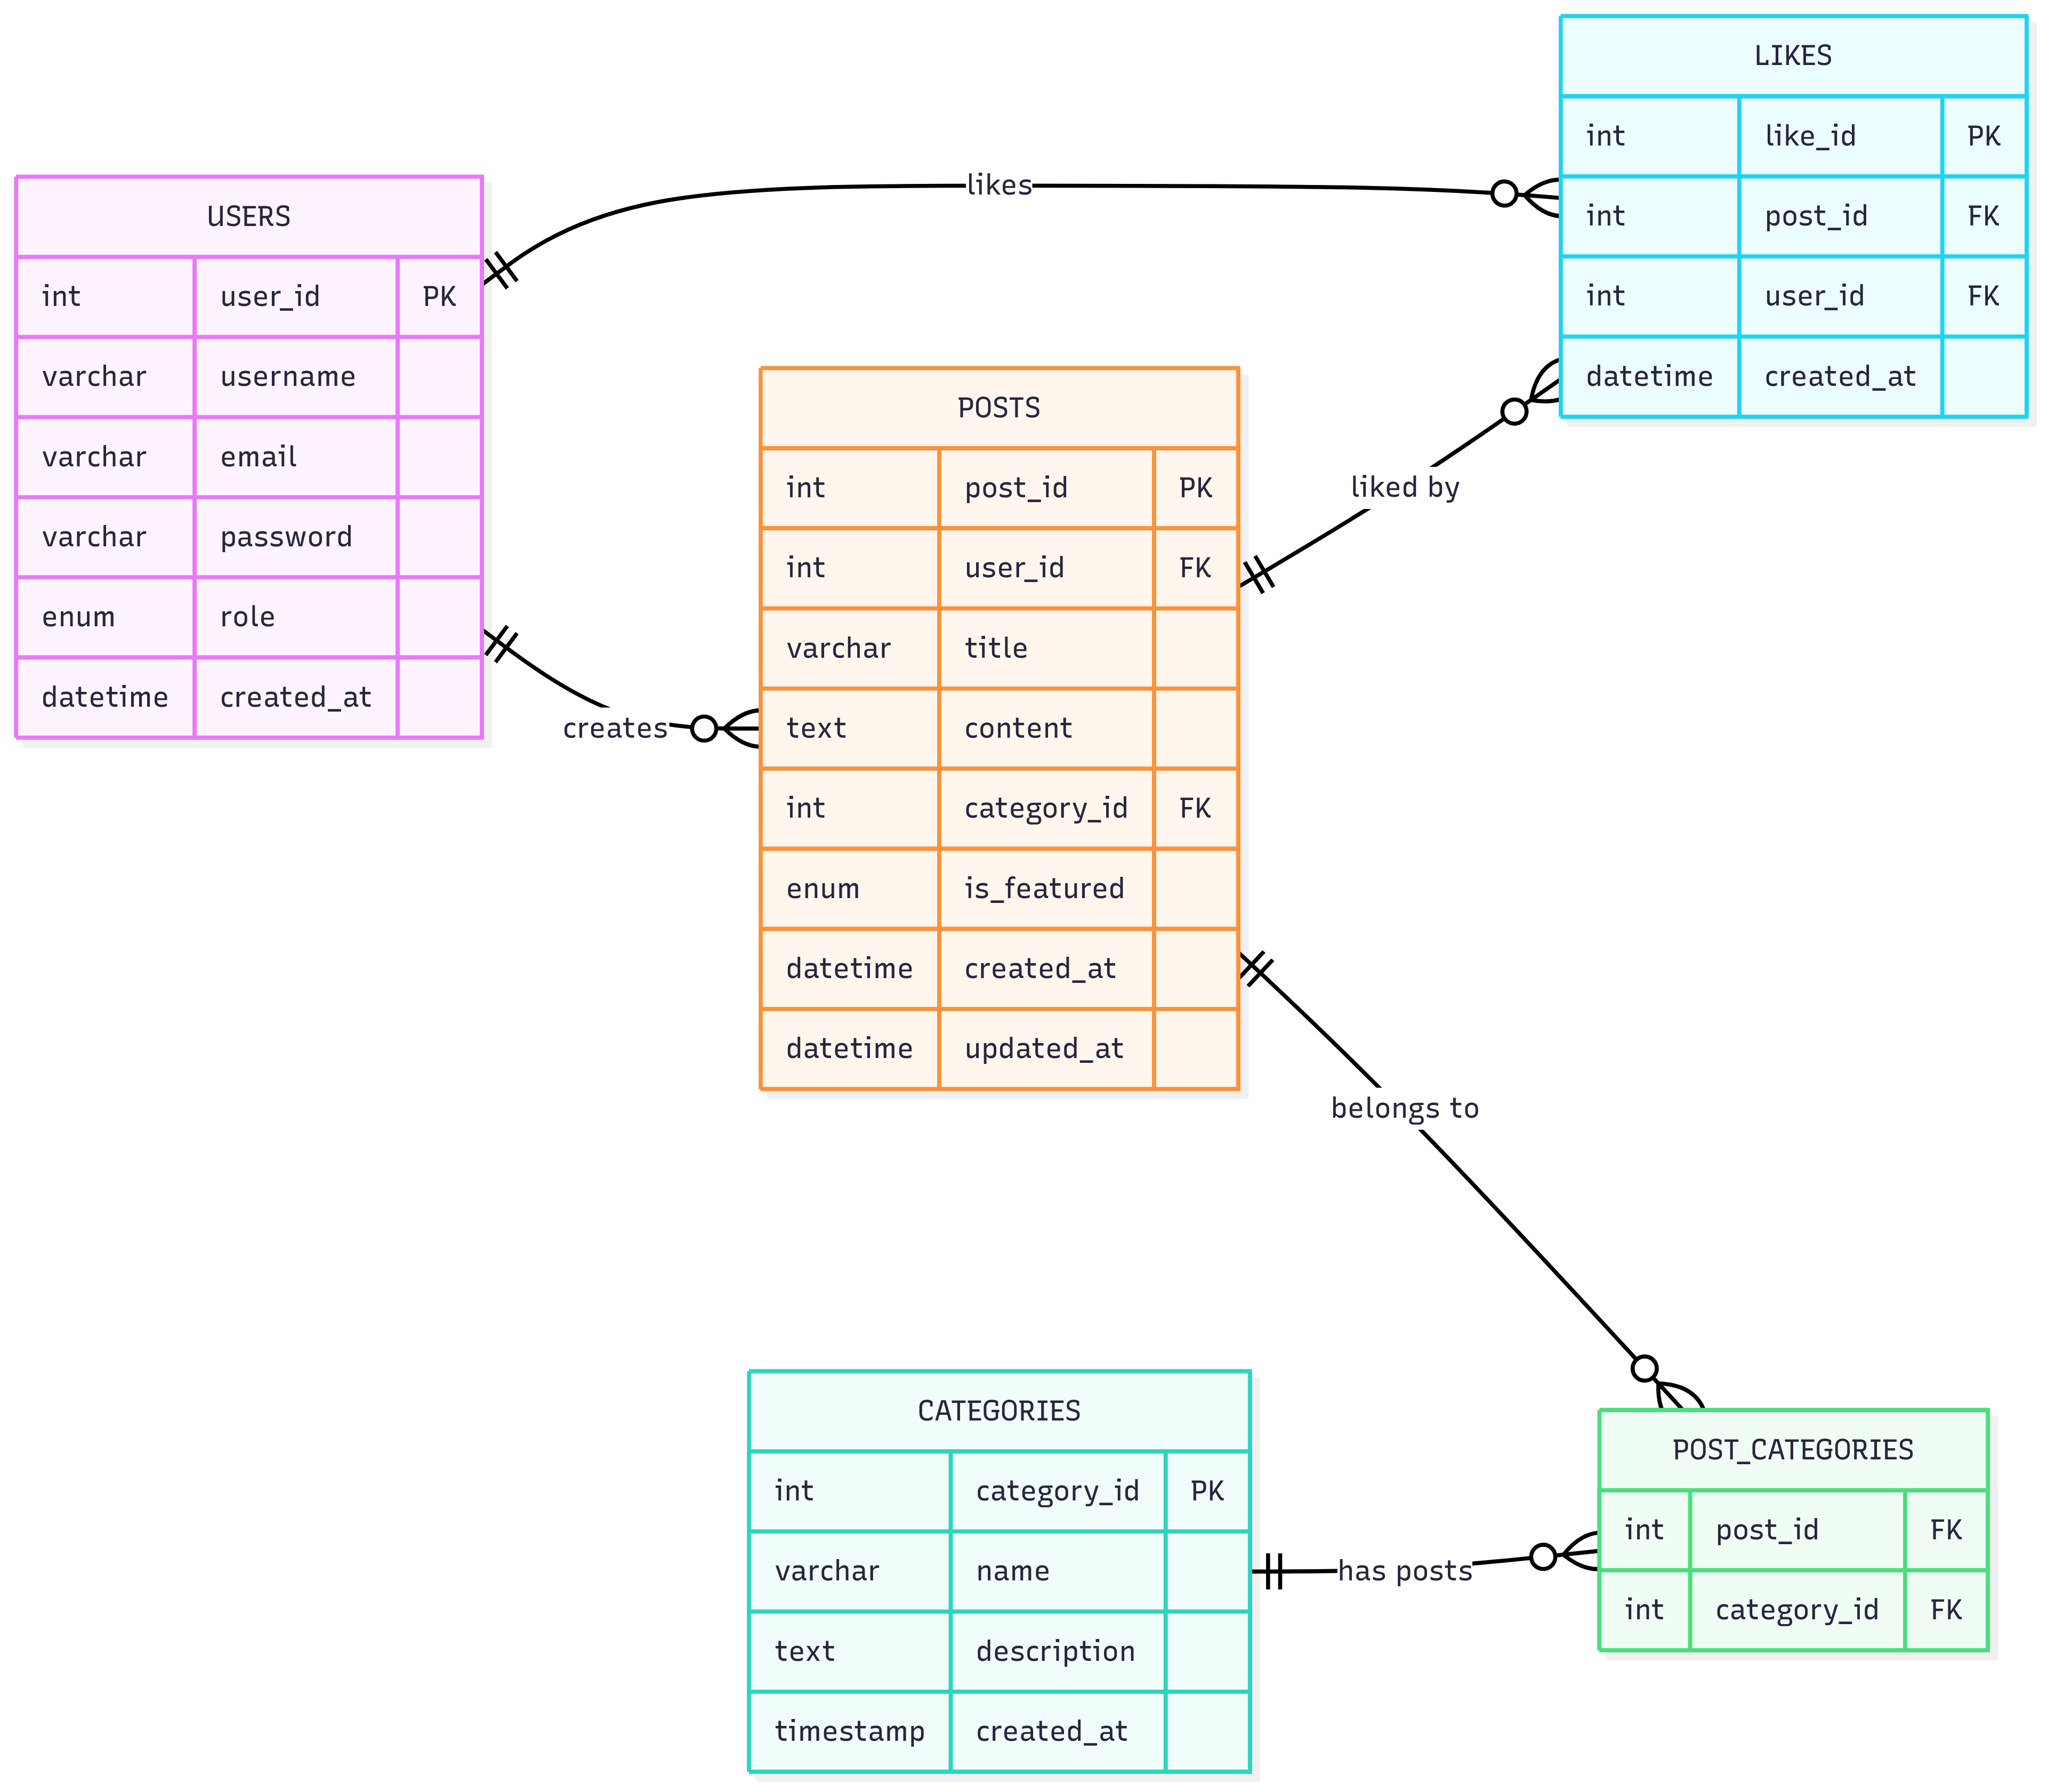 LIKES
int like_id PK
int post_id FK
int user_id FK
datetime created_at
likes
USERS
int user_id PK
varchar username
varchar email
varchar password
enum role
datetime created_at
liked by
creates
POSTS
int post_id PK
int user_id FK
varchar title
text content
int category_id FK
enum is_featured
datetime created_at
datetime updated_at
belongs to
CATEGORIES
int category_id PK
varchar name
text description
timestamp created_at
has posts
POST_CATEGORIES
int post_id FK
int category_id FK